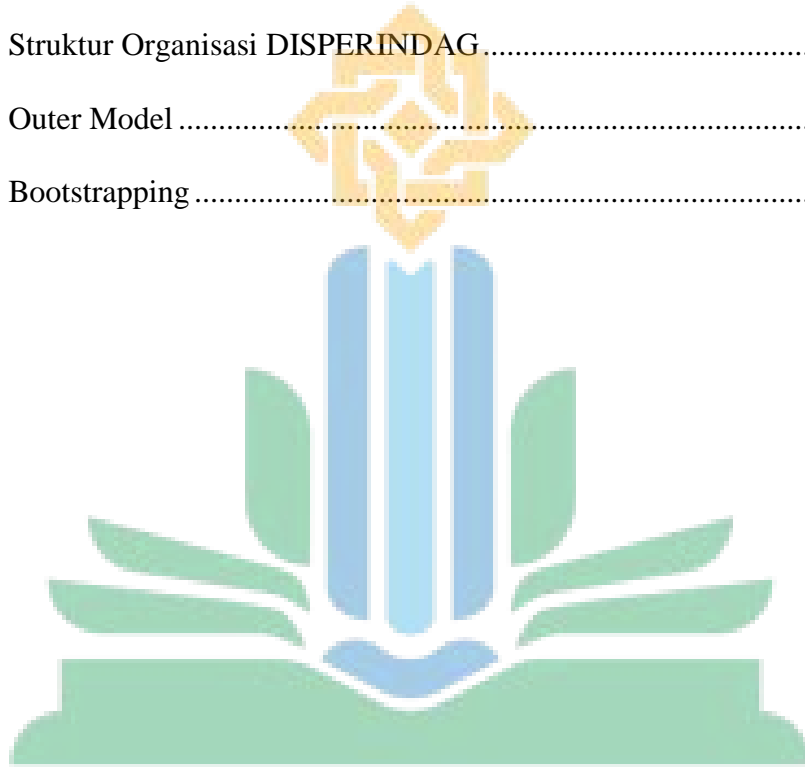 Struktur Organisasi DISPERINDAG................................................
Outer Model................................................................................
Bootstrapping..............................................................................